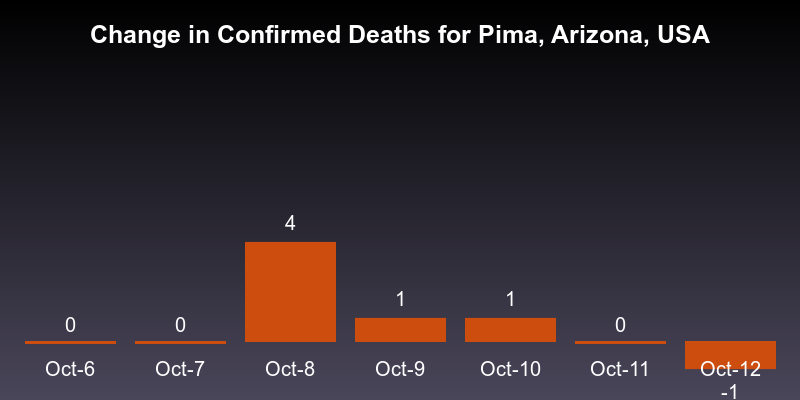 Change in Confirmed Deaths for Pima, Arizona, USA
4
1
1
0
0
0
Oct-6
Oct-7
Oct-8
Oct-9
Oct-10
Oct-11
Oct-12
-1